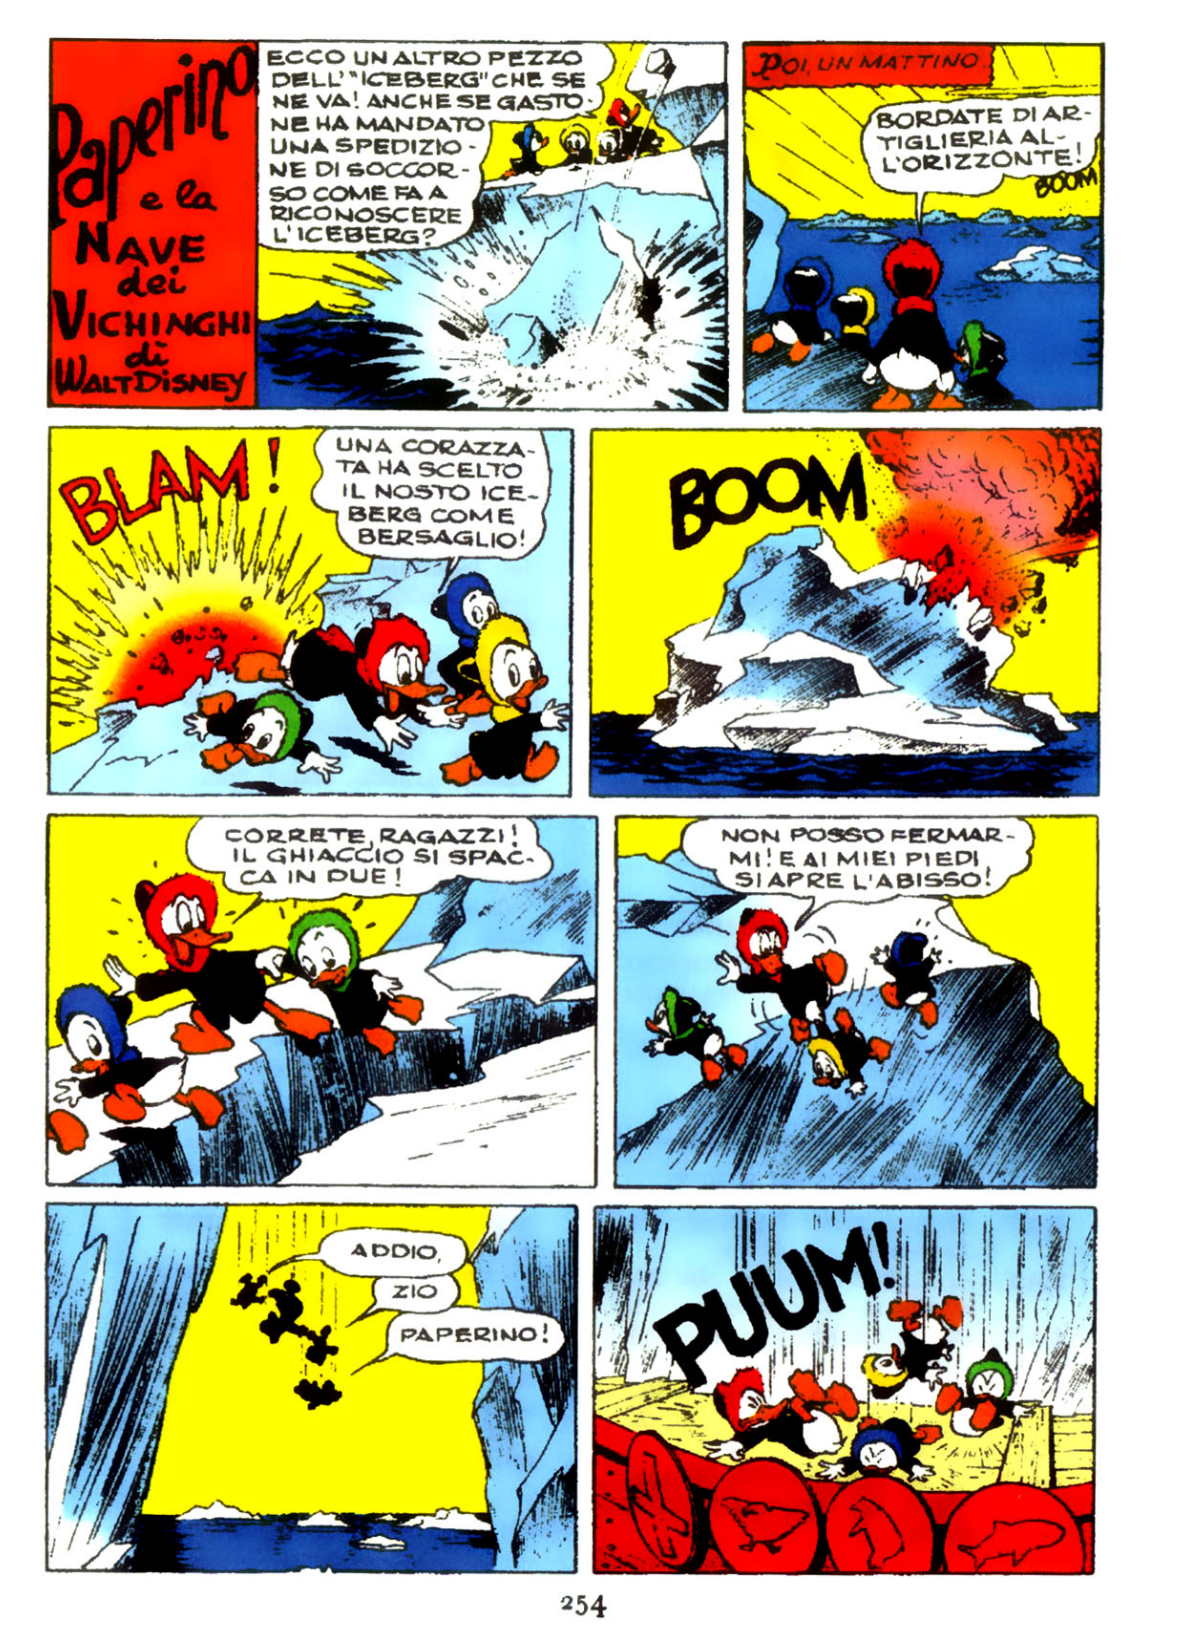 Paperino
e la
NAVE
dei
VICHINGHI
di
WALT DISNEY
ECCO UN ALTRO PEZZO
DELL'"ICEBERG" CHE SE
NE VA! ANCHE SE GASTO-
NE HA MANDATO
UNA SPEDIZIO-
NE DI SOCCOR-
SO COME FA A
RICONOSCERE
L'ICEBERG?
POI, UN MATTINO...
BORDATE DI AR-
TIGLIERIA AL-
L'ORIZZONTE!
BOOM
BLAM!
UNA CORAZZA-
TA HA SCELTO
IL NOSTO ICE-
BERG COME
BERSAGLIO!
BOOM
CORRETE, RAGAZZI!
IL GHIACCIO SI SPAC-
CA IN DUE!
NON POSSO FERMAR-
MI! E AI MIEI PIEDI
SI APRE L'ABISSO!
ADDIO,
ZIO
PAPERINO!
PUUM!
254